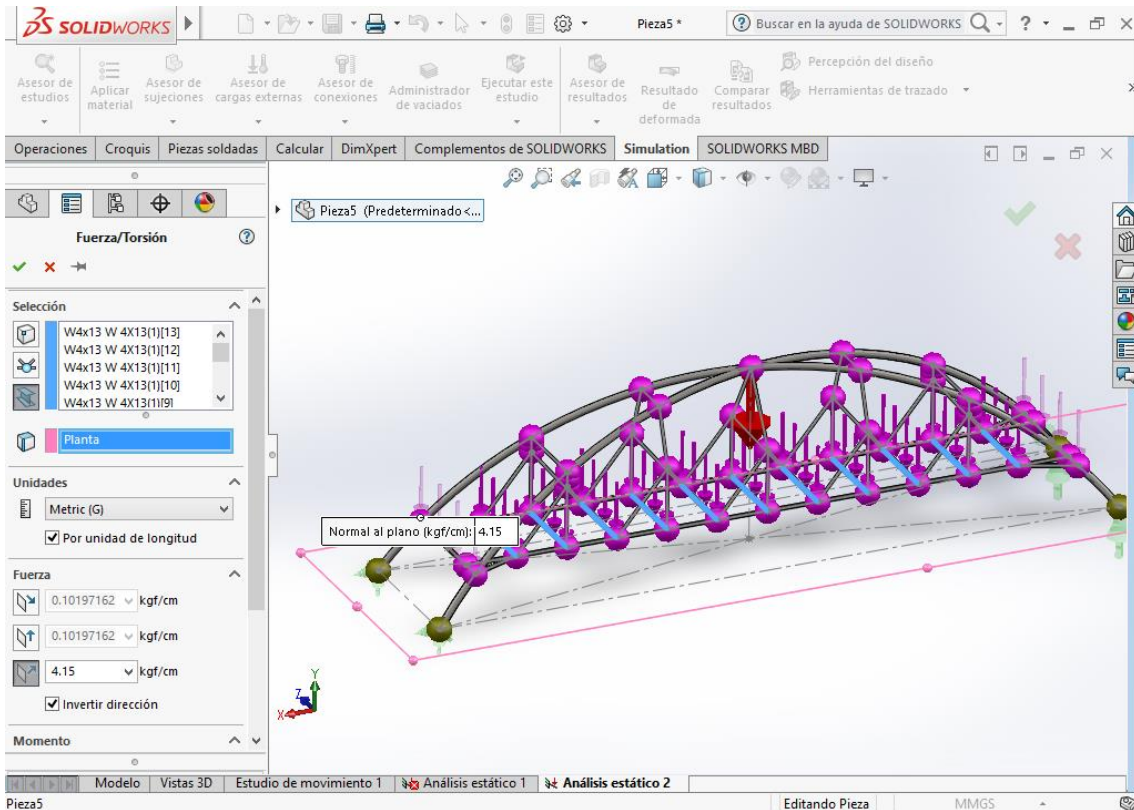 SOLIDWORKS
Pieza5 *
Buscar en la ayuda de SOLIDWORKS
?
Asesor de estudios
Aplicar material
Asesor de sujeciones
Asesor de cargas externas
Asesor de conexiones
Administrador de vaciados
Ejecutar este estudio
Asesor de resultados
Resultado de deformada
Comparar resultados
Percepción del diseño
Herramientas de trazado
Operaciones Croquis Piezas soldadas Calcular DimXpert Complementos de SOLIDWORKS Simulation SOLIDWORKS MBD
Pieza5 (Predeterminado<...
Fuerza/Torsión
Selección
W4x13 W 4X13(1)[13]
W4x13 W 4X13(1)[12]
W4x13 W 4X13(1)[11]
W4x13 W 4X13(1)[10]
W4x13 W 4X13(1)[9]
Planta
Unidades
Metric (G)
Por unidad de longitud
Fuerza
0.10197162 kgf/cm
0.10197162 kgf/cm
4.15 kgf/cm
Invertir dirección
Momento
Normal al plano (kgf/cm): 4.15
Y
Z
X
Modelo Vistas 3D Estudio de movimiento 1 Análisis estático 1 Análisis estático 2
Pieza5 Editando Pieza MMGS